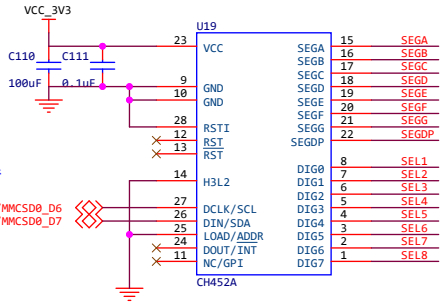 VCC_3V3
U19
C110 C111
100uF 0.1uF
23 VCC
9 GND
10 GND
28 RSTI
12 RST
13 RST
14 H3L2
MMCSD0_D6 27 DCLK/SCL
MMCSD0_D7 26 DIN/SDA
25 LOAD/ADDR
24 DOUT/INT
11 NC/GPI
SEGA 15 SEGA
SEGB 16 SEGB
SEGC 17 SEGC
SEGD 18 SEGD
SEGE 19 SEGE
SEGF 20 SEGF
SEGG 21 SEGG
SEGDP 22 SEGDP
DIG0 8 SEL1
DIG1 7 SEL2
DIG2 6 SEL3
DIG3 5 SEL4
DIG4 4 SEL5
DIG5 3 SEL6
DIG6 2 SEL7
DIG7 1 SEL8
CH452A